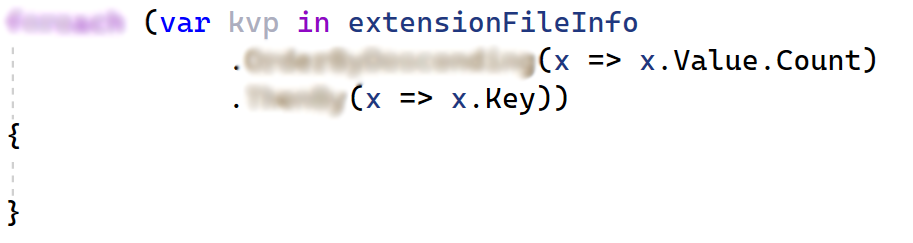 (var kvp in extensionFileInfo
.(x => x.Value.Count)
.(x => x.Key))
{
}